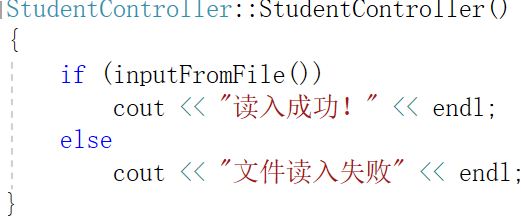 StudentController::StudentController()
{
    if (inputFromFile())
        cout << "读入成功！" << endl;
    else
        cout << "文件读入失败" << endl;
}